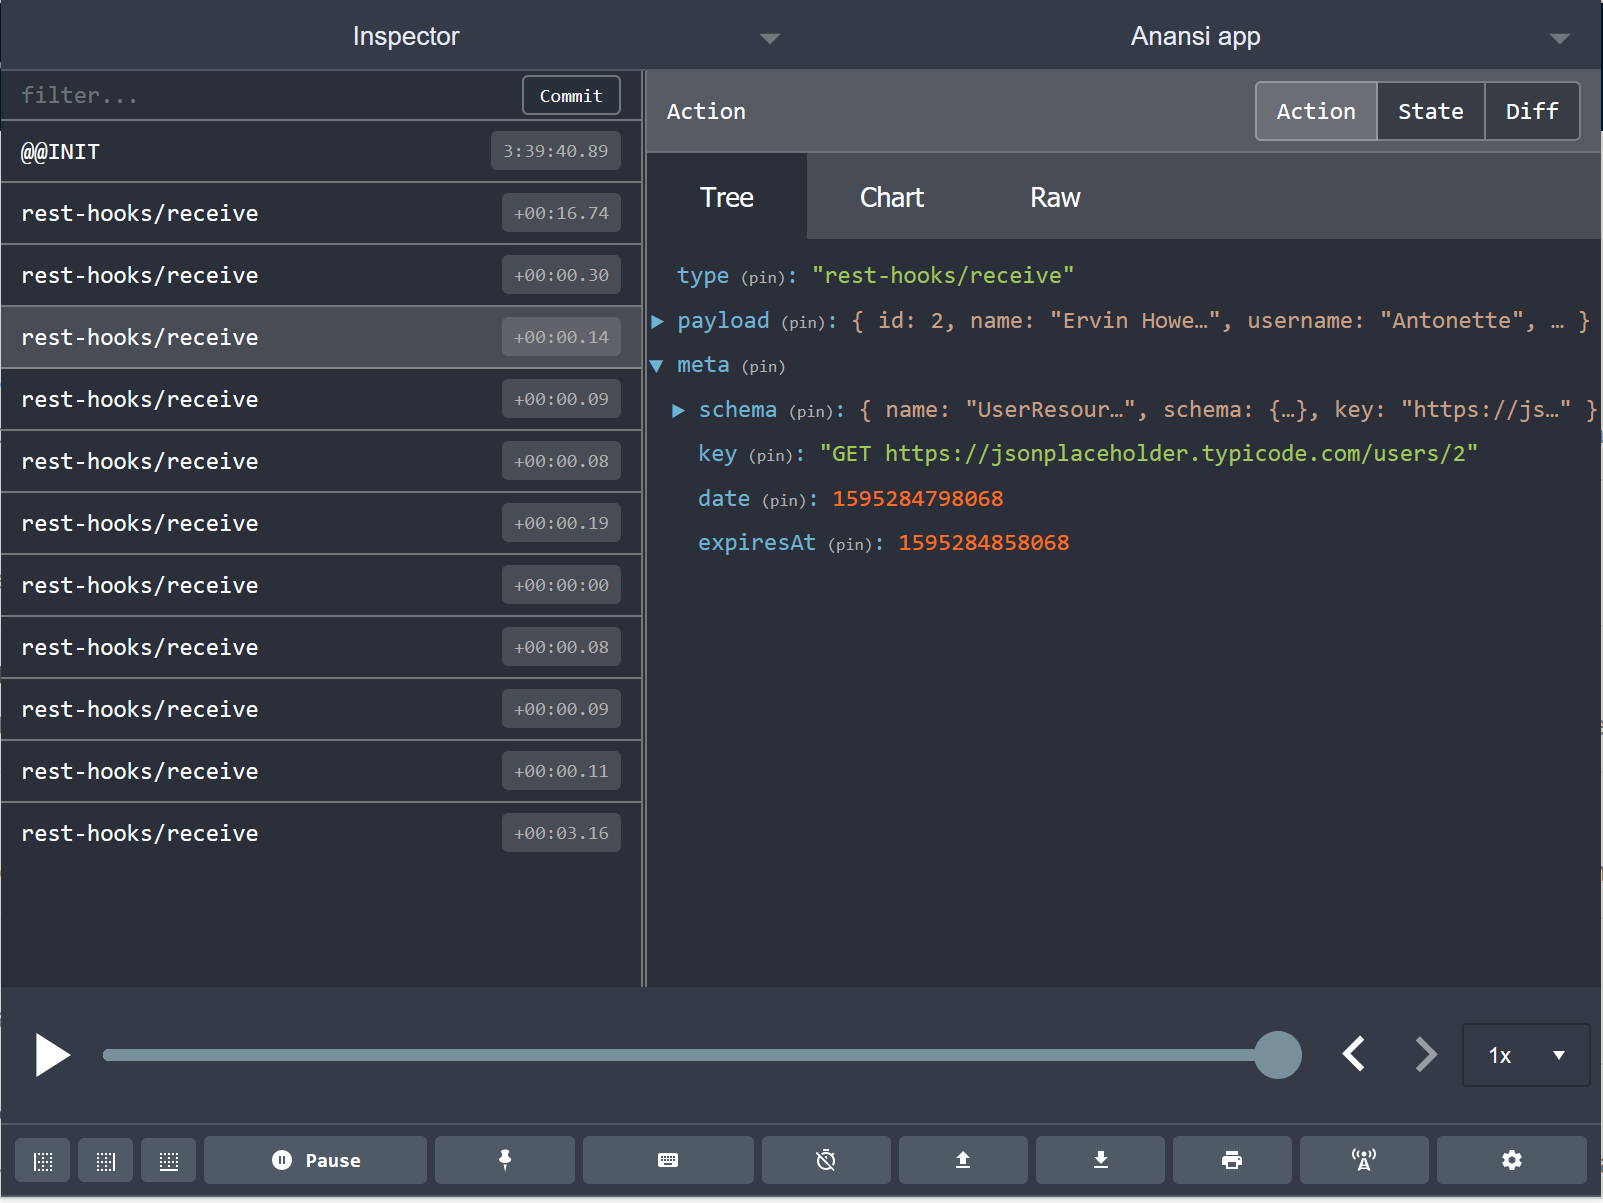 Inspector
Anansi app
filter...
Commit
@@INIT 3:39:40.89
rest-hooks/receive +00:16.74
rest-hooks/receive +00:00.30
rest-hooks/receive +00:00.14
rest-hooks/receive +00:00.09
rest-hooks/receive +00:00.08
rest-hooks/receive +00:00.19
rest-hooks/receive +00:00:00
rest-hooks/receive +00:00.08
rest-hooks/receive +00:00.09
rest-hooks/receive +00:00.11
rest-hooks/receive +00:03.16
Action
Action State Diff
Tree Chart Raw
type (pin): "rest-hooks/receive"
payload (pin): { id: 2, name: "Ervin Howe…", username: "Antonette", … }
meta (pin)
schema (pin): { name: "UserResour…", schema: {…}, key: "https://js…" }
key (pin): "GET https://jsonplaceholder.typicode.com/users/2"
date (pin): 1595284798068
expiresAt (pin): 1595284858068
1x
Pause